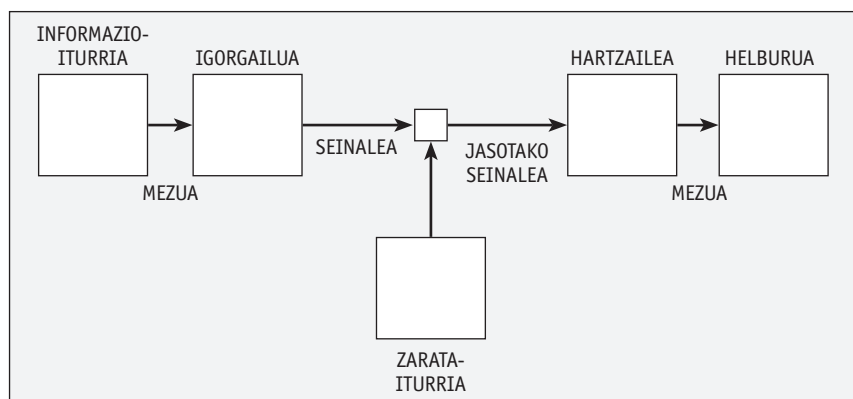 INFORMAZIO-
ITURRIA
IGORGAILUA
HARTZAILEA
HELBURUA
SEINALEA
JASOTAKO
SEINALEA
MEZUA
MEZUA
ZARATA-
ITURRIA